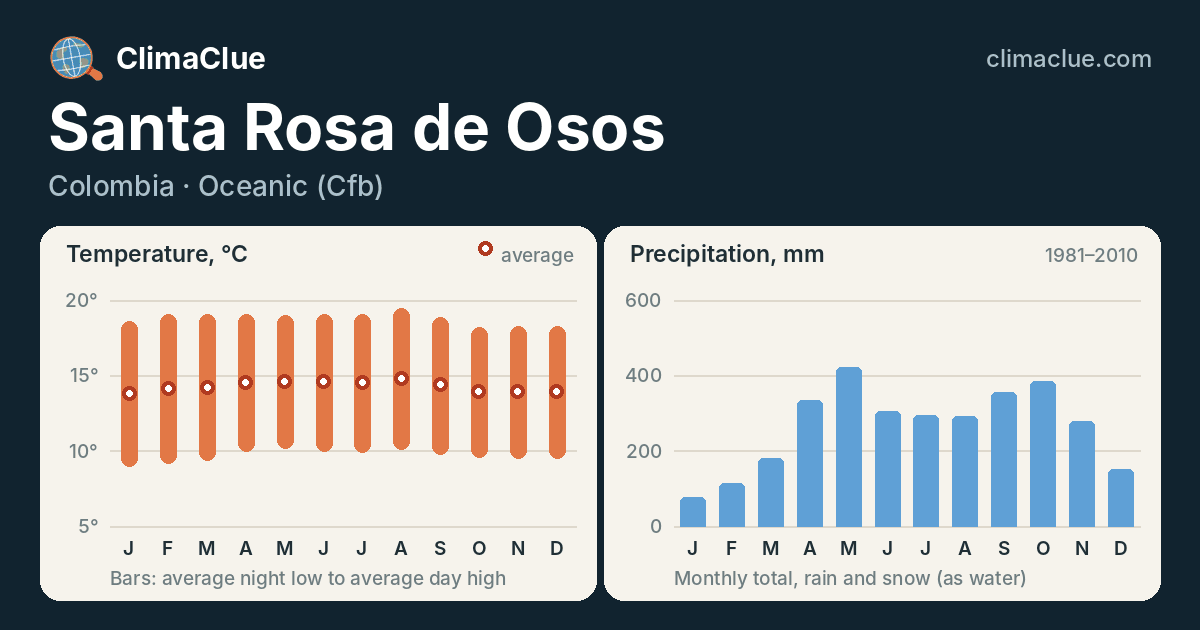 ClimaClue
climaclue.com
Santa Rosa de Osos
Colombia · Oceanic (Cfb)
Temperature, °C
average
20°
15°
10°
5°
J F M A M J J A S O N D
Bars: average night low to average day high
Precipitation, mm
1981–2010
600
400
200
0
J F M A M J J A S O N D
Monthly total, rain and snow (as water)